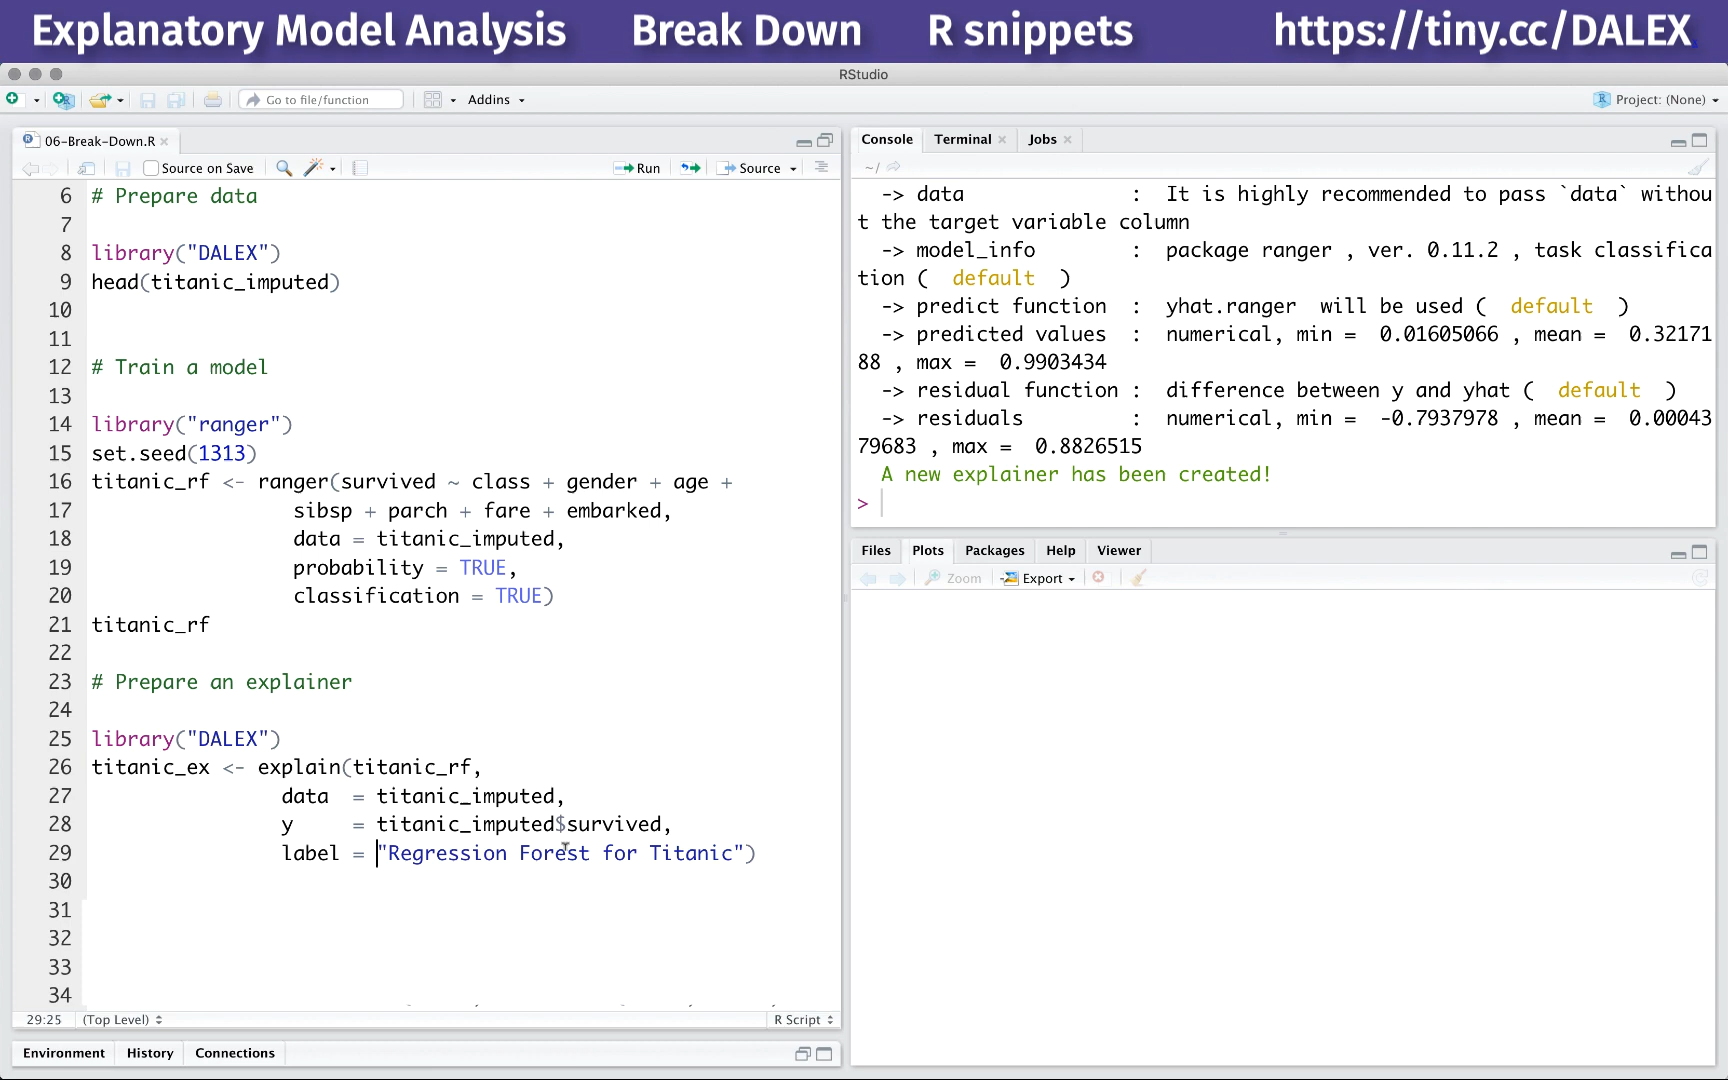 Explanatory Model Analysis Break Down R snippets https://tiny.cc/DALEX
RStudio
Go to file/function Addins Project: (None)
06-Break-Down.R
Source on Save Run Source
6 # Prepare data
7
8 library("DALEX")
9 head(titanic_imputed)
10
11
12 # Train a model
13
14 library("ranger")
15 set.seed(1313)
16 titanic_rf <- ranger(survived ~ class + gender + age +
17 sibsp + parch + fare + embarked,
18 data = titanic_imputed,
19 probability = TRUE,
20 classification = TRUE)
21 titanic_rf
22
23 # Prepare an explainer
24
25 library("DALEX")
26 titanic_ex <- explain(titanic_rf,
27 data = titanic_imputed,
28 y = titanic_imputed$survived,
29 label = "Regression Forest for Titanic")
30
31
32
33
34
29:25 (Top Level) R Script
Environment History Connections
Console Terminal Jobs
~/
-> data : It is highly recommended to pass `data` withou
t the target variable column
-> model_info : package ranger , ver. 0.11.2 , task classifica
tion ( default )
-> predict function : yhat.ranger will be used ( default )
-> predicted values : numerical, min = 0.01605066 , mean = 0.32171
88 , max = 0.9903434
-> residual function : difference between y and yhat ( default )
-> residuals : numerical, min = -0.7937978 , mean = 0.00043
79683 , max = 0.8826515
A new explainer has been created!
>
Files Plots Packages Help Viewer
Zoom Export